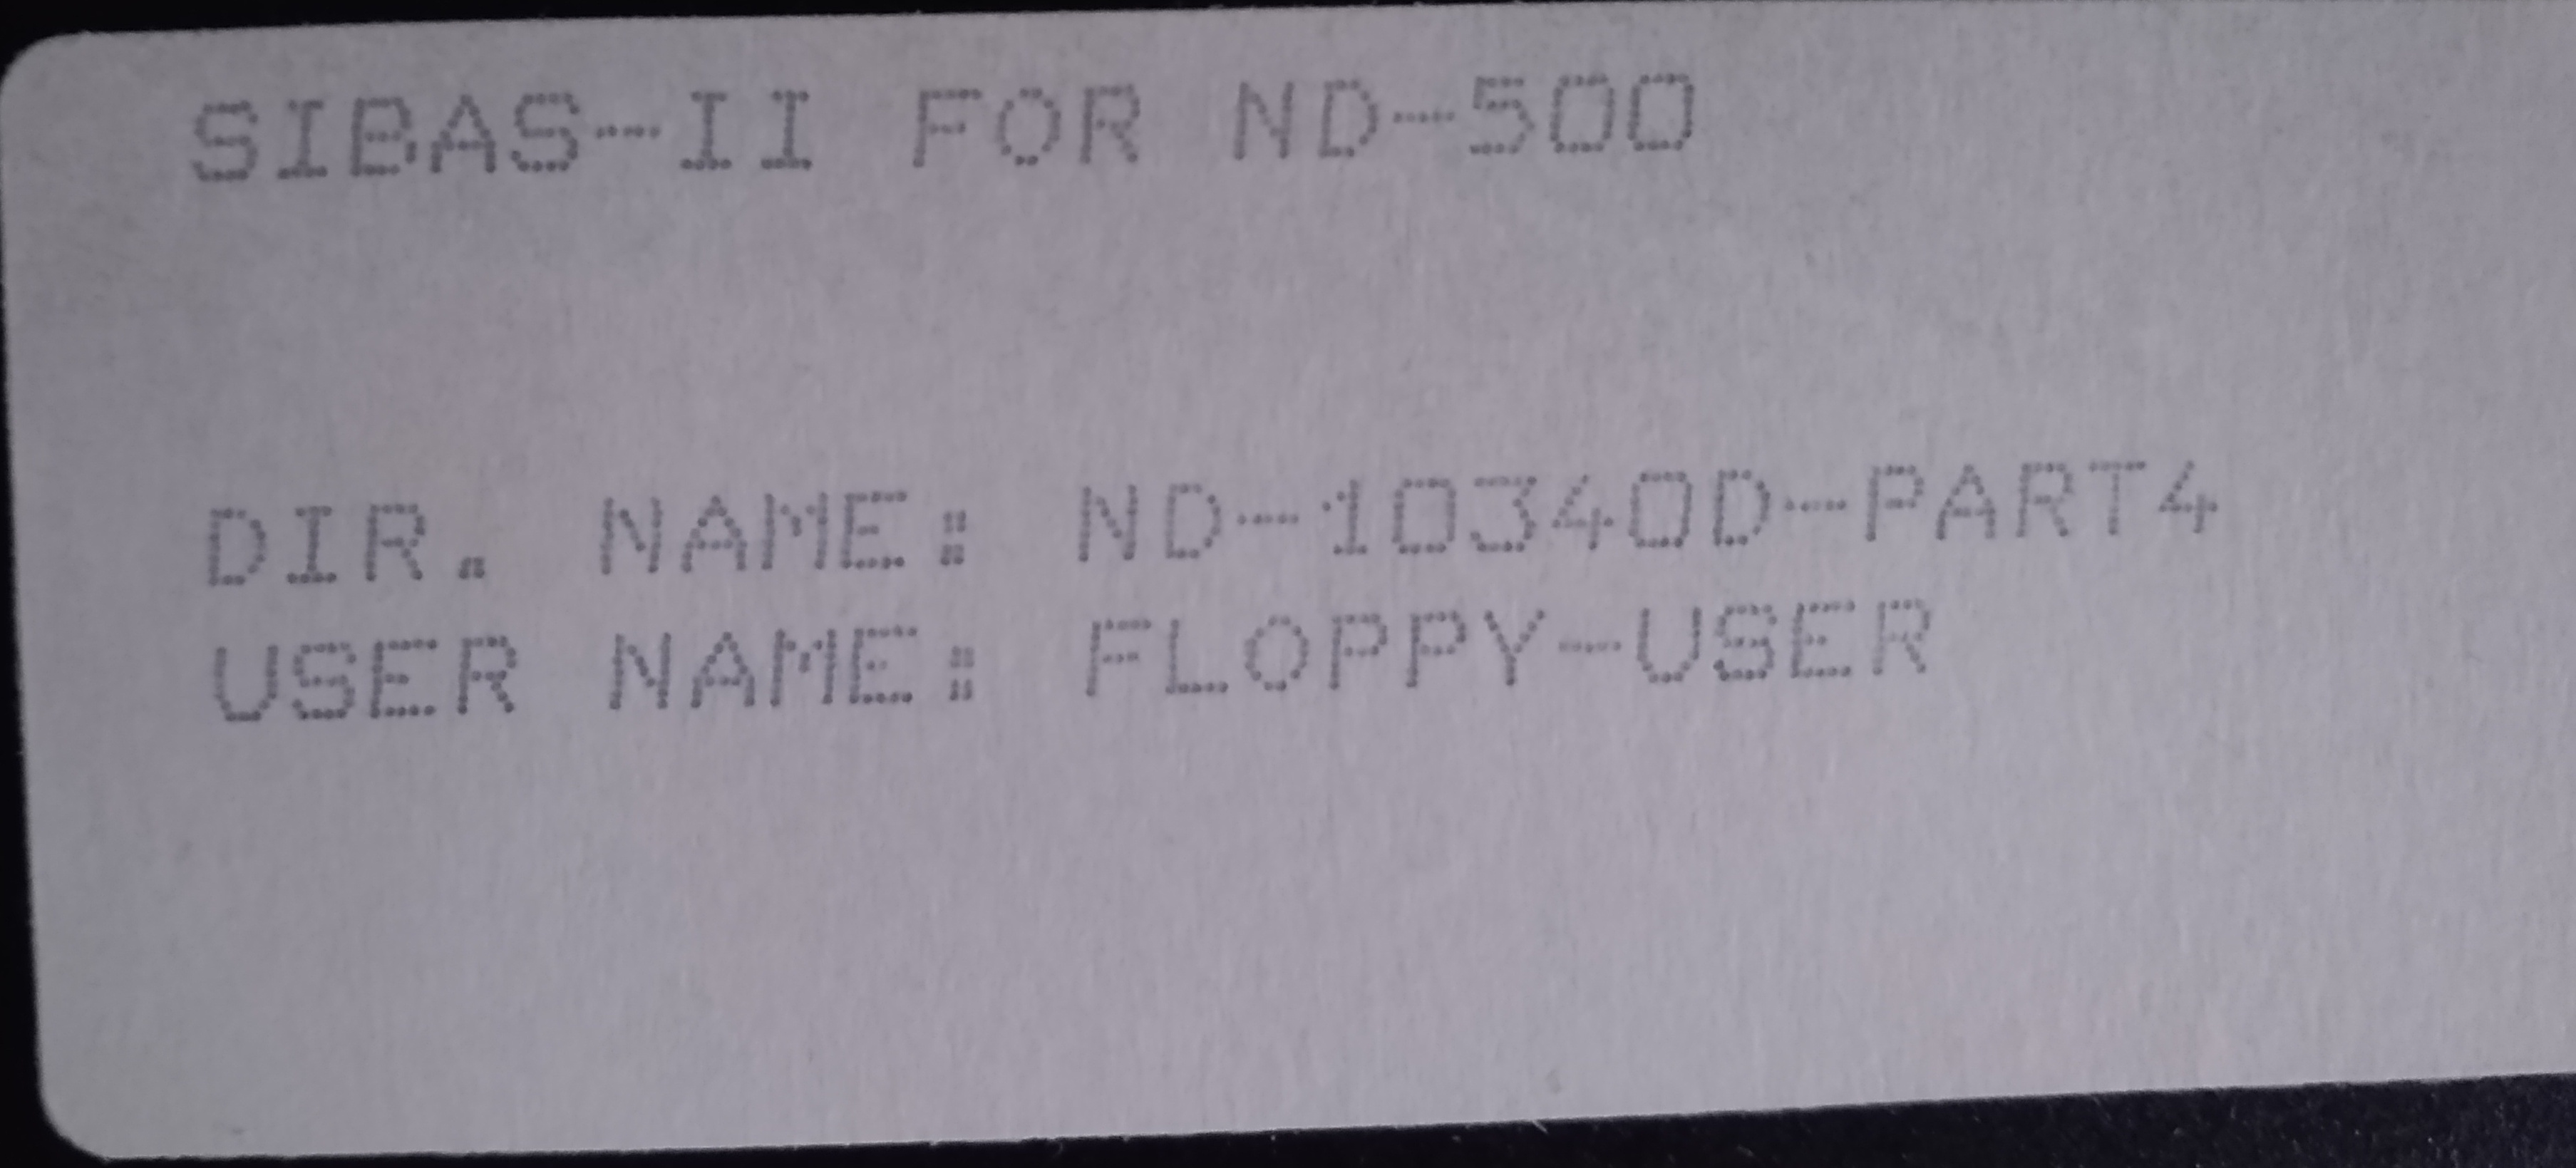 SIBAS-II FOR ND-500
DIR. NAME: ND-10340D-PART4
USER NAME: FLOPPY-USER